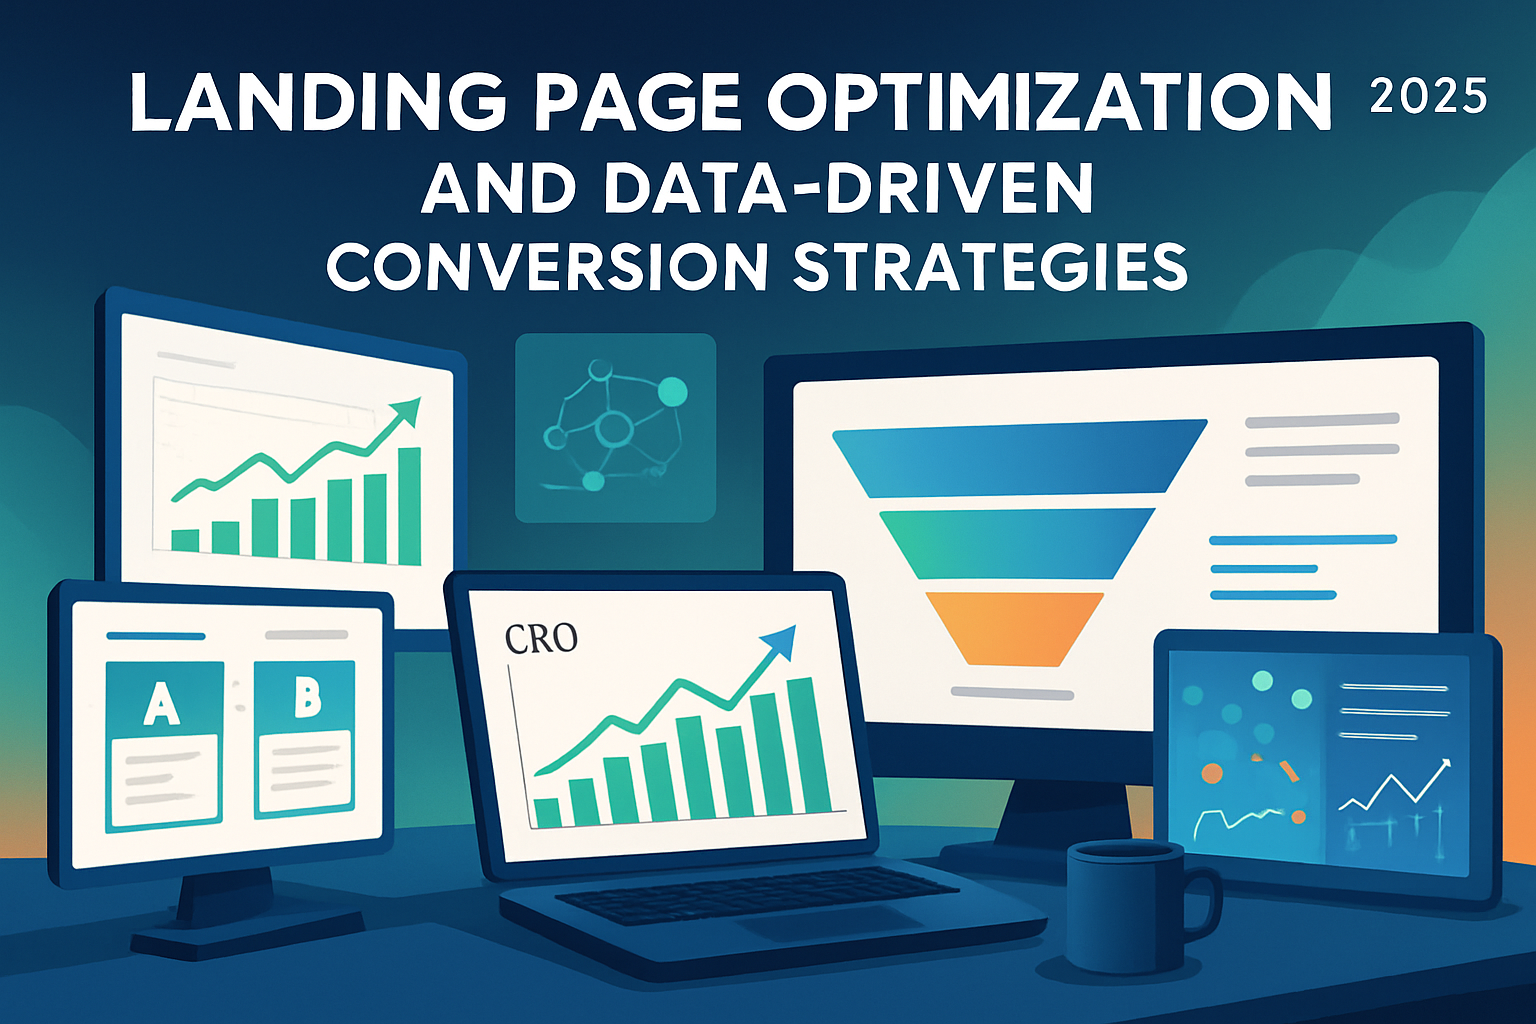 LANDING PAGE OPTIMIZATION 2025
AND DATA-DRIVEN
CONVERSION STRATEGIES
CRO
A B